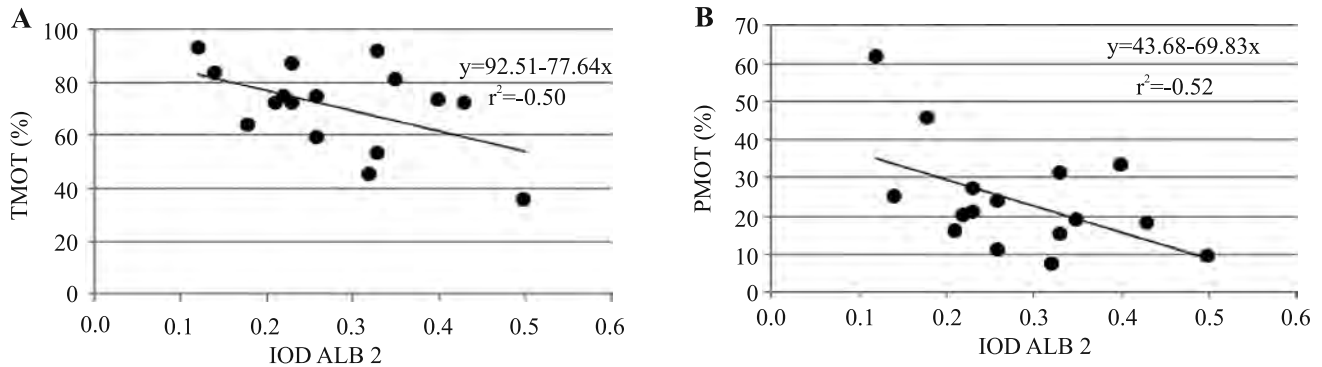 A
TMOT (%)
100
80
60
40
20
0
y=92.51-77.64x
r²=-0.50
0.0 0.1 0.2 0.3 0.4 0.5 0.6
IOD ALB 2
B
PMOT (%)
70
60
50
40
30
20
10
0
y=43.68-69.83x
r²=-0.52
0.0 0.1 0.2 0.3 0.4 0.5 0.6
IOD ALB 2